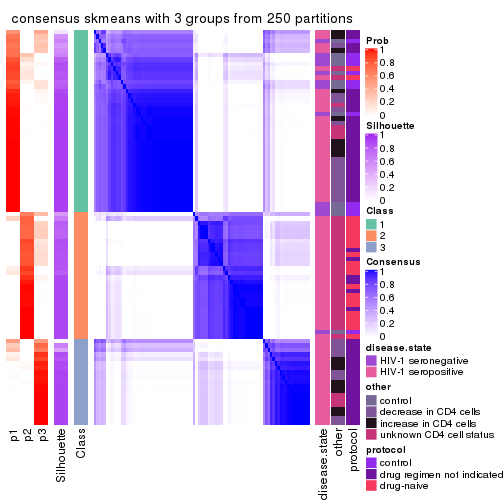 consensus skmeans with 3 groups from 250 partitions
Prob
1
0.8
0.6
0.4
0.2
0
Silhouette
1
0.8
0.6
0.4
0.2
0
Class
1
2
3
Consensus
1
0.8
0.6
0.4
0.2
0
disease.state
HIV-1 seronegative
HIV-1 seropositive
other
control
decrease in CD4 cells
increase in CD4 cells
unknown CD4 cell status
protocol
control
drug regimen not indicated
drug-naive
p1
p2
p3
Silhouette
Class
disease.state
other
protocol